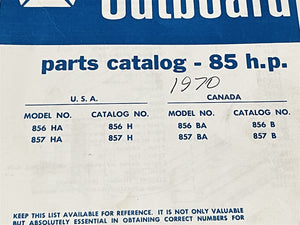 Outboard
parts catalog - 85 h.p.
1970
U. S. A. CANADA
MODEL NO. CATALOG NO. MODEL NO. CATALOG NO.
856 HA 856 H 856 BA 856 B
857 HA 857 H 857 BA 857 B
KEEP THIS LIST AVAILABLE FOR REFERENCE. IT IS NOT ONLY VALUABLE
BUT ABSOLUTELY ESSENTIAL IN OBTAINING CORRECT NUMBERS FOR